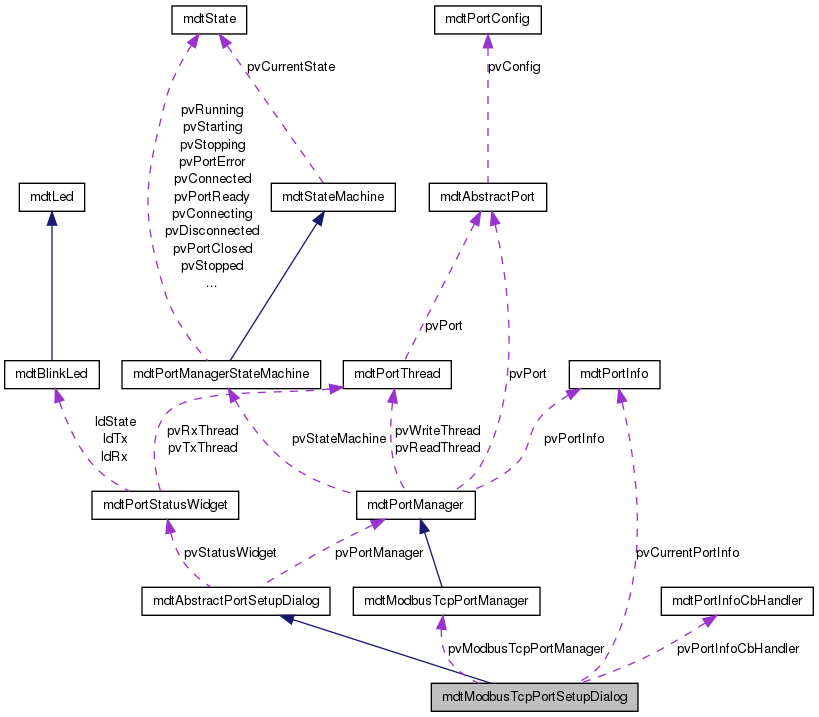 mdtState
mdtPortConfig
pvCurrentState
pvConfig
pvRunning
pvStarting
pvStopping
pvPortError
pvConnected
pvPortReady
pvConnecting
pvDisconnected
pvPortClosed
pvStopped
...
mdtLed
mdtStateMachine
mdtAbstractPort
pvPort
mdtBlinkLed
mdtPortManagerStateMachine
mdtPortThread
pvPort
mdtPortInfo
ldState
ldTx
ldRx
pvRxThread
pvTxThread
pvStateMachine
pvWriteThread
pvReadThread
pvPortInfo
mdtPortStatusWidget
mdtPortManager
pvStatusWidget
pvPortManager
pvCurrentPortInfo
mdtAbstractPortSetupDialog
mdtModbusTcpPortManager
mdtPortInfoCbHandler
pvModbusTcpPortManager
pvPortInfoCbHandler
mdtModbusTcpPortSetupDialog